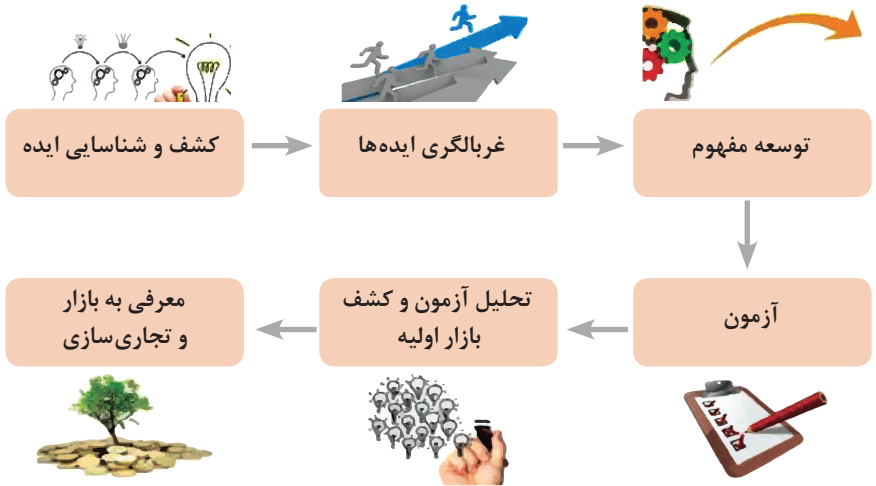 کشف و شناسایی ایده
غربالگری ایده‌ها
توسعه مفهوم
آزمون
تحلیل آزمون و کشف
بازار اولیه
معرفی به بازار
و تجاری‌سازی